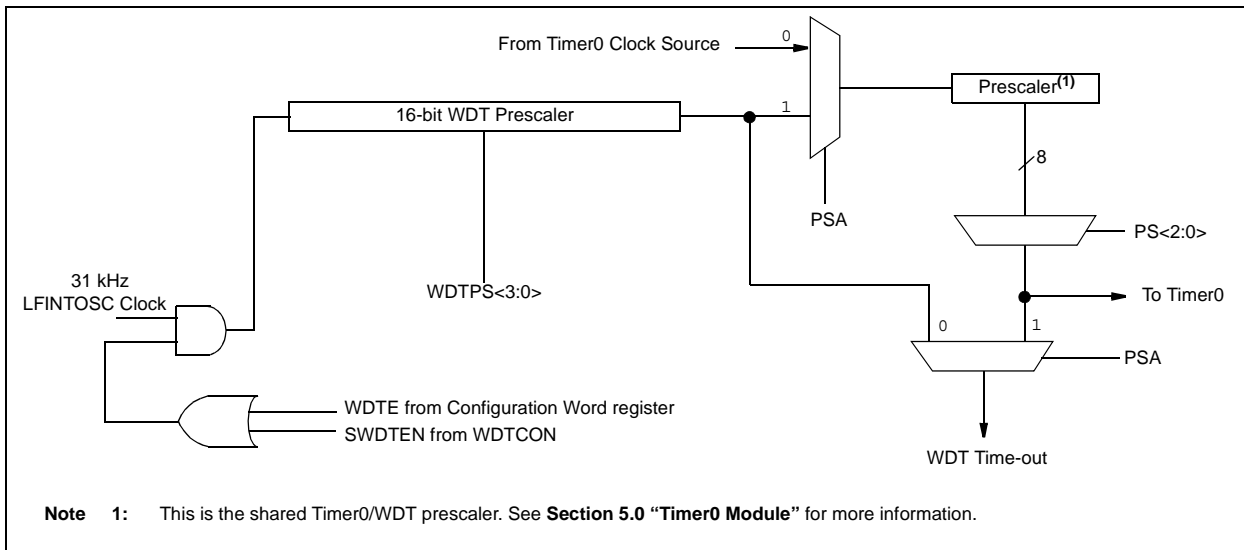 From Timer0 Clock Source
0
1
16-bit WDT Prescaler
Prescaler(1)
8
PSA
PS<2:0>
31 kHz
LFINTOSC Clock
WDTPS<3:0>
To Timer0
0
1
PSA
WDTE from Configuration Word register
SWDTEN from WDTCON
WDT Time-out
Note 1: This is the shared Timer0/WDT prescaler. See Section 5.0 “Timer0 Module” for more information.